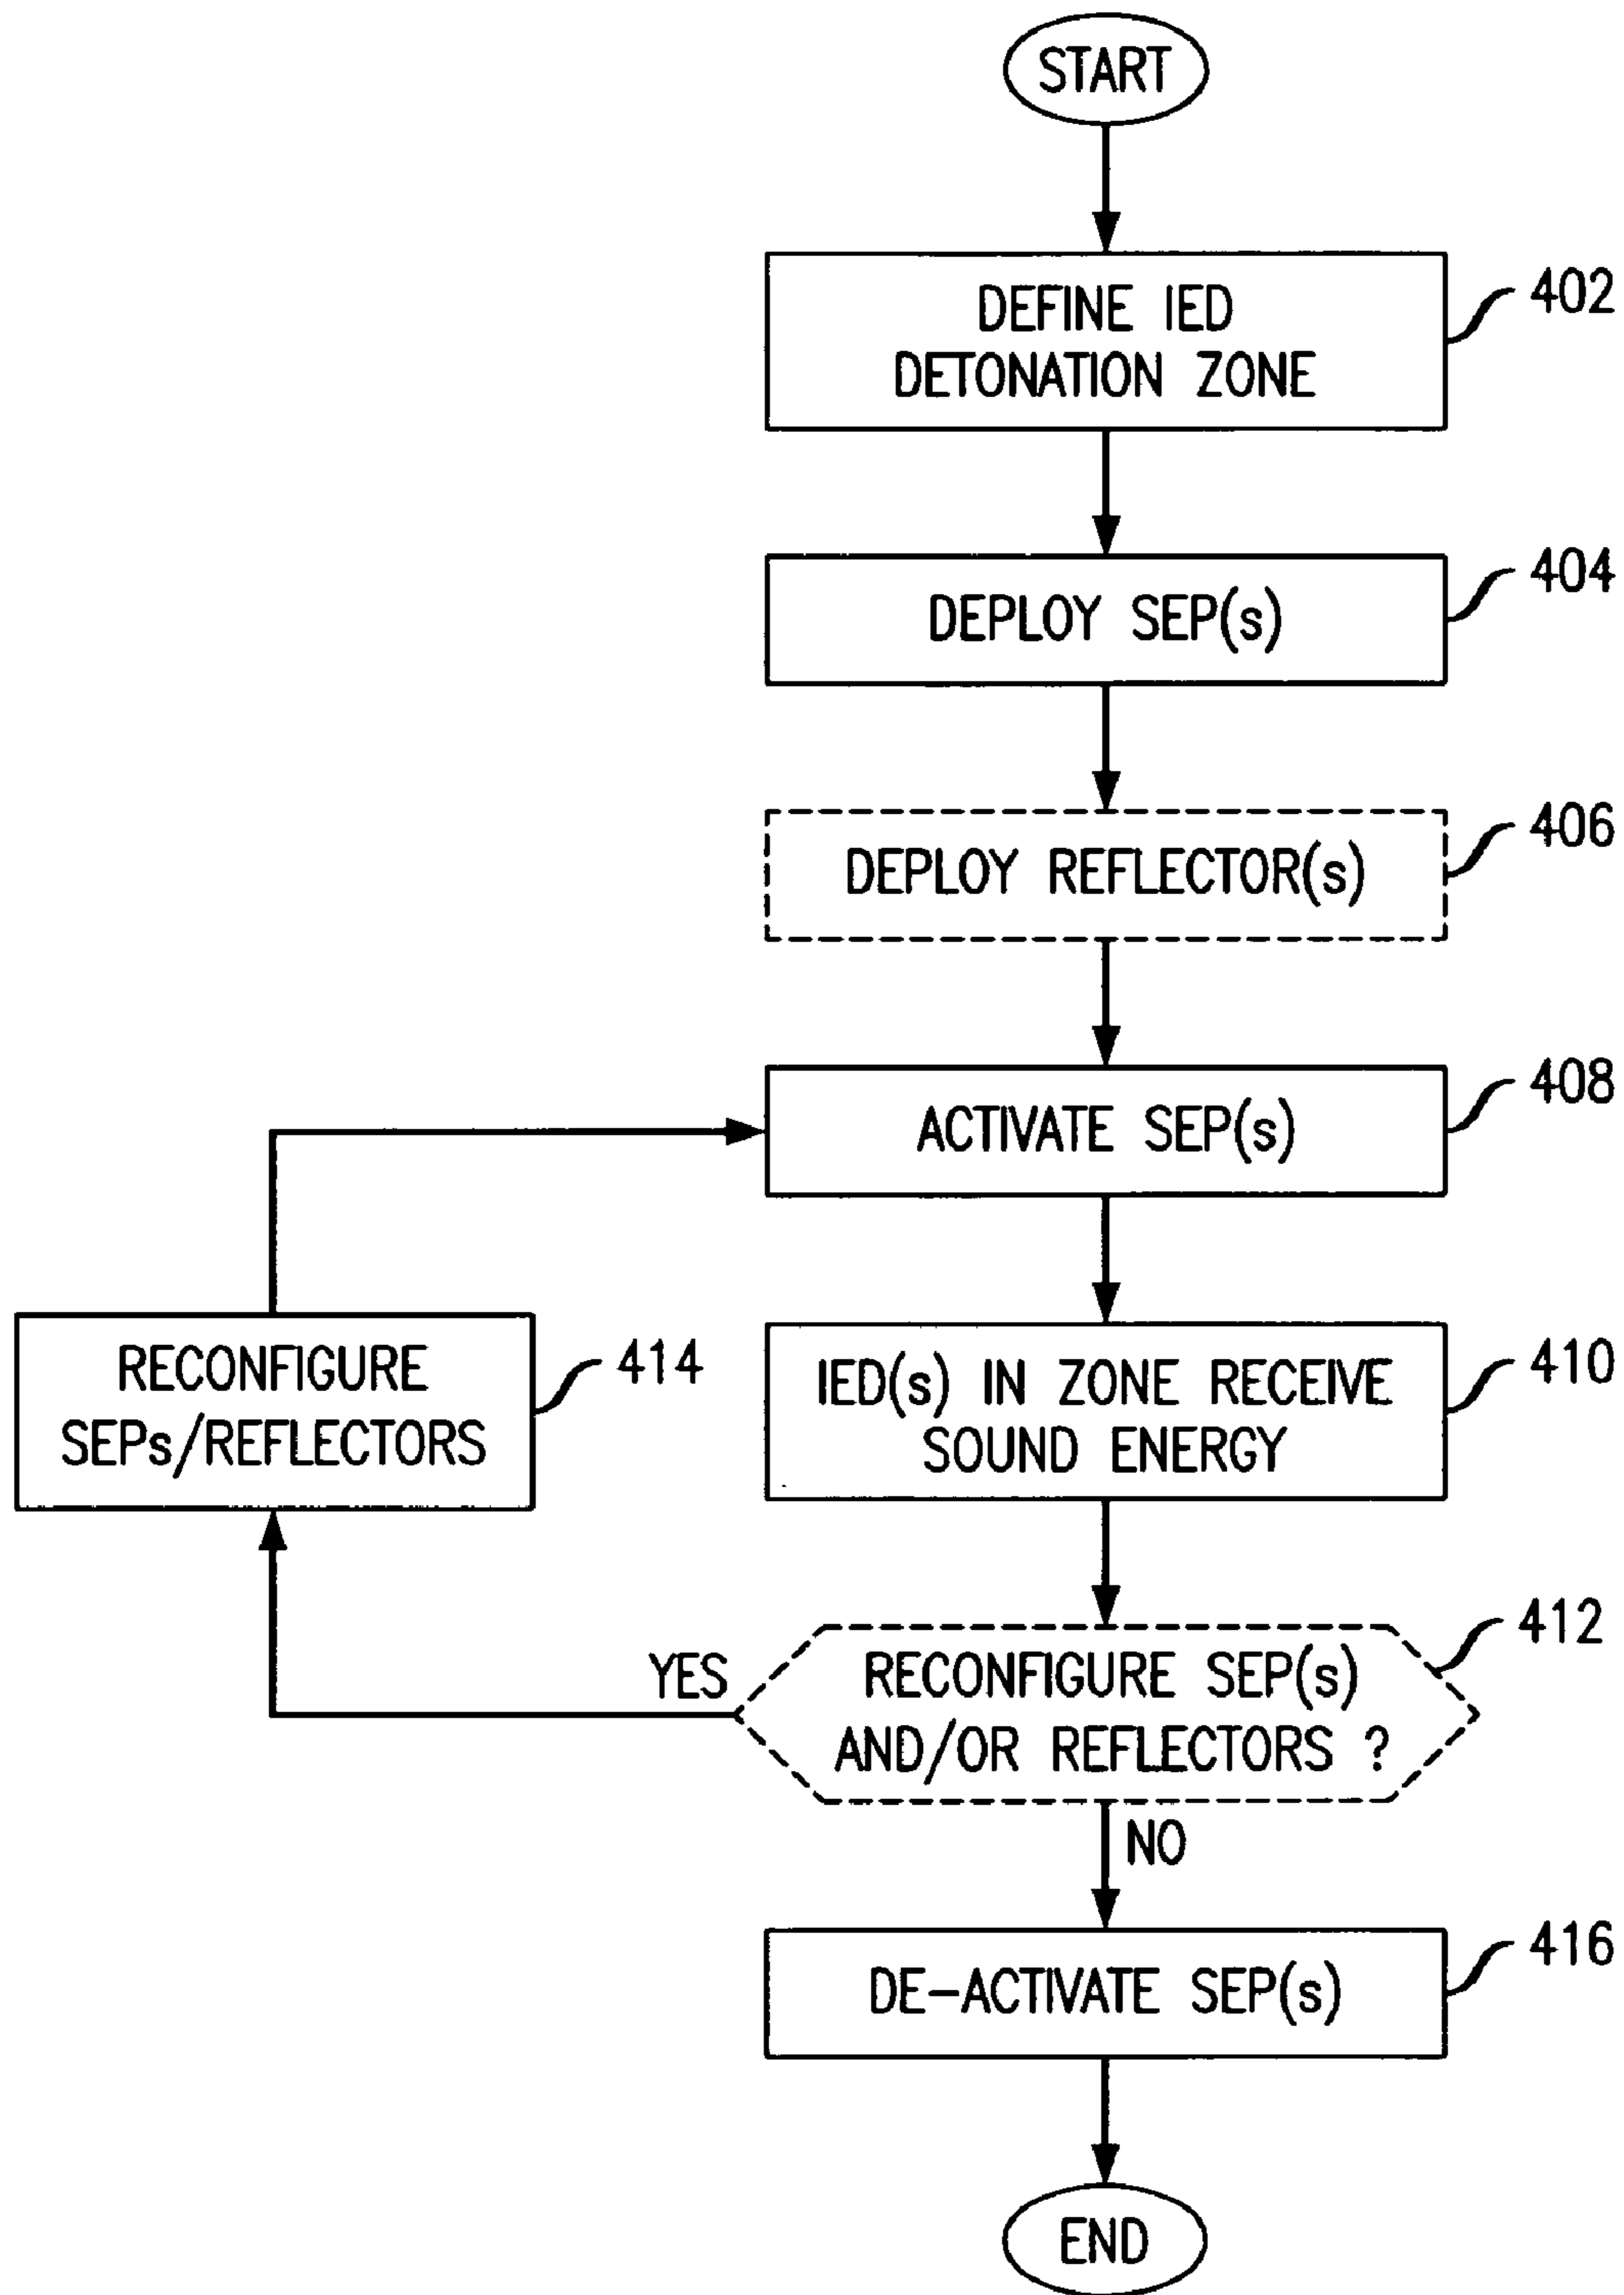 START
DEFINE IED
DETONATION ZONE
402
DEPLOY SEP(s)
404
DEPLOY REFLECTOR(s)
406
ACTIVATE SEP(s)
408
RECONFIGURE
SEPs/REFLECTORS
414
IED(s) IN ZONE RECEIVE
SOUND ENERGY
410
YES
RECONFIGURE SEP(s)
AND/OR REFLECTORS ?
412
NO
DE-ACTIVATE SEP(s)
416
END